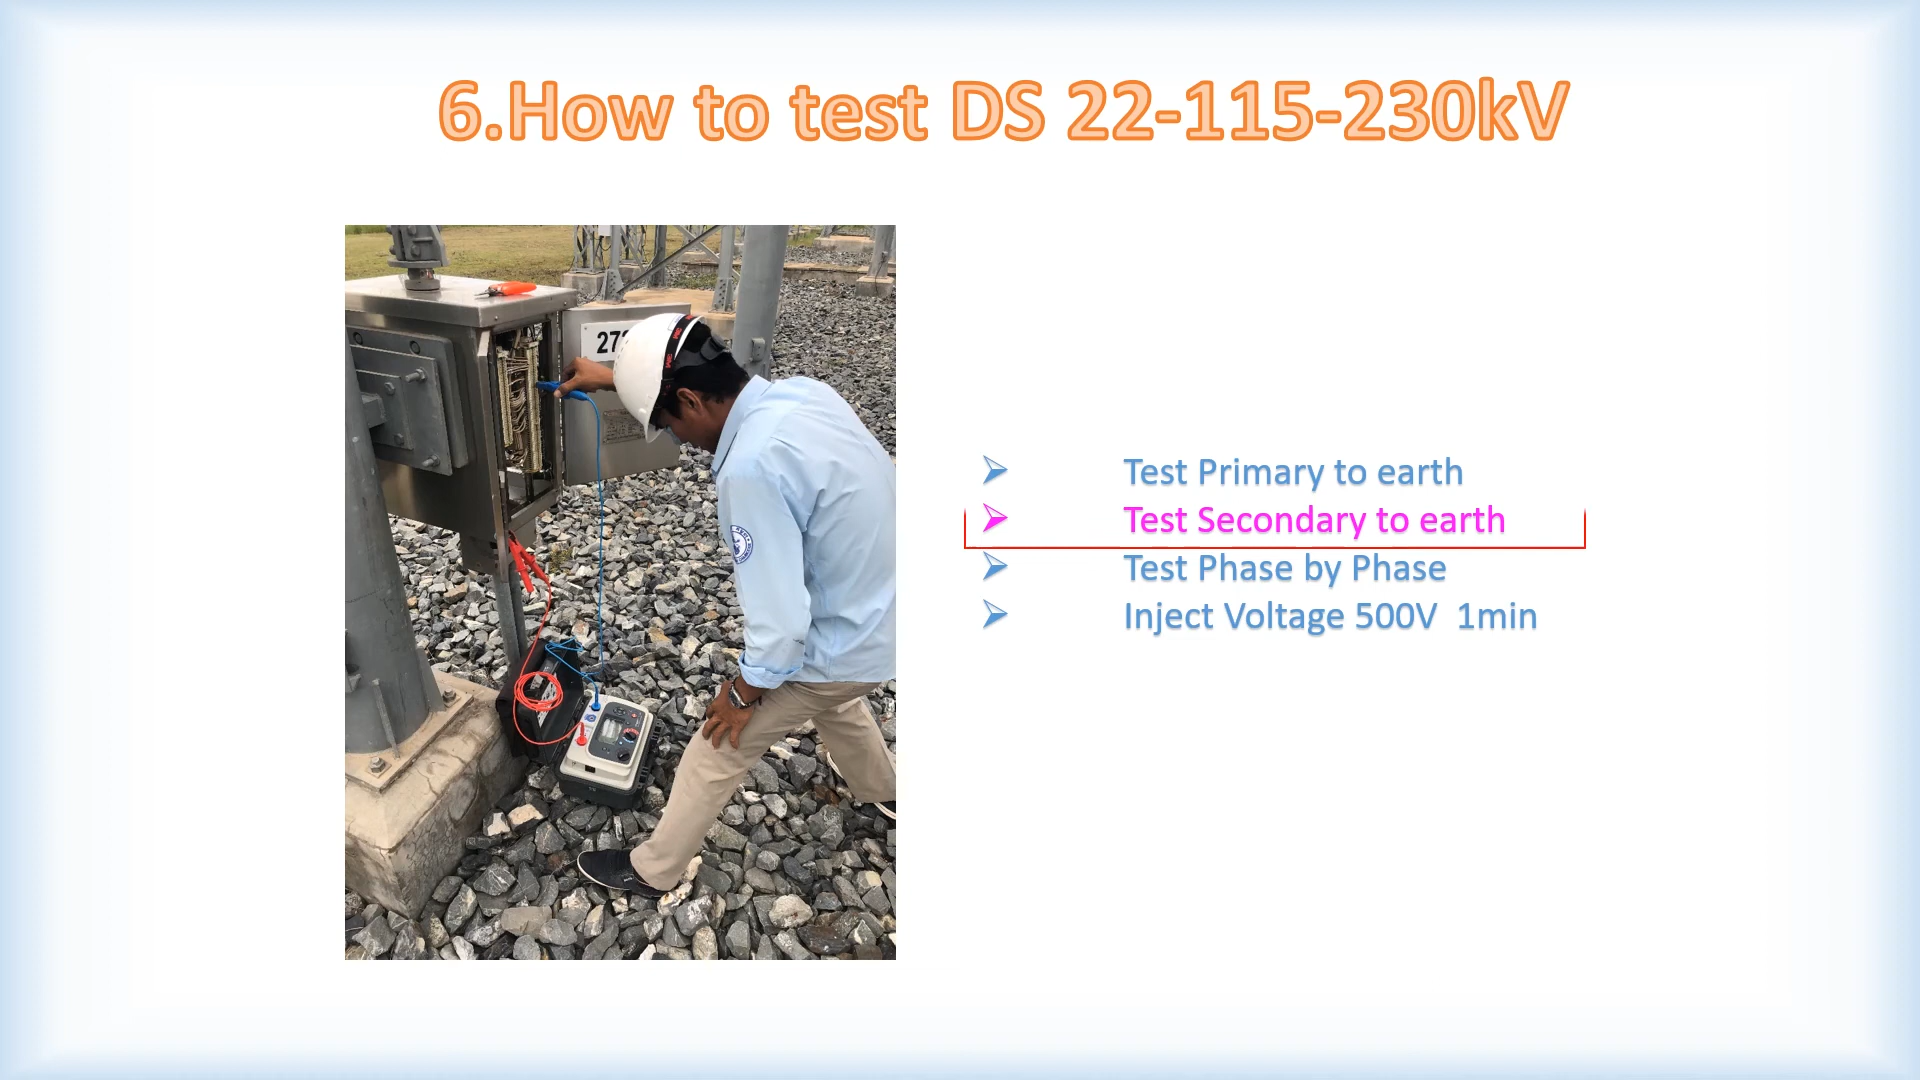 6.How to test DS 22-115-230kV
27
Test Primary to earth
Test Secondary to earth
Test Phase by Phase
Inject Voltage 500V 1min